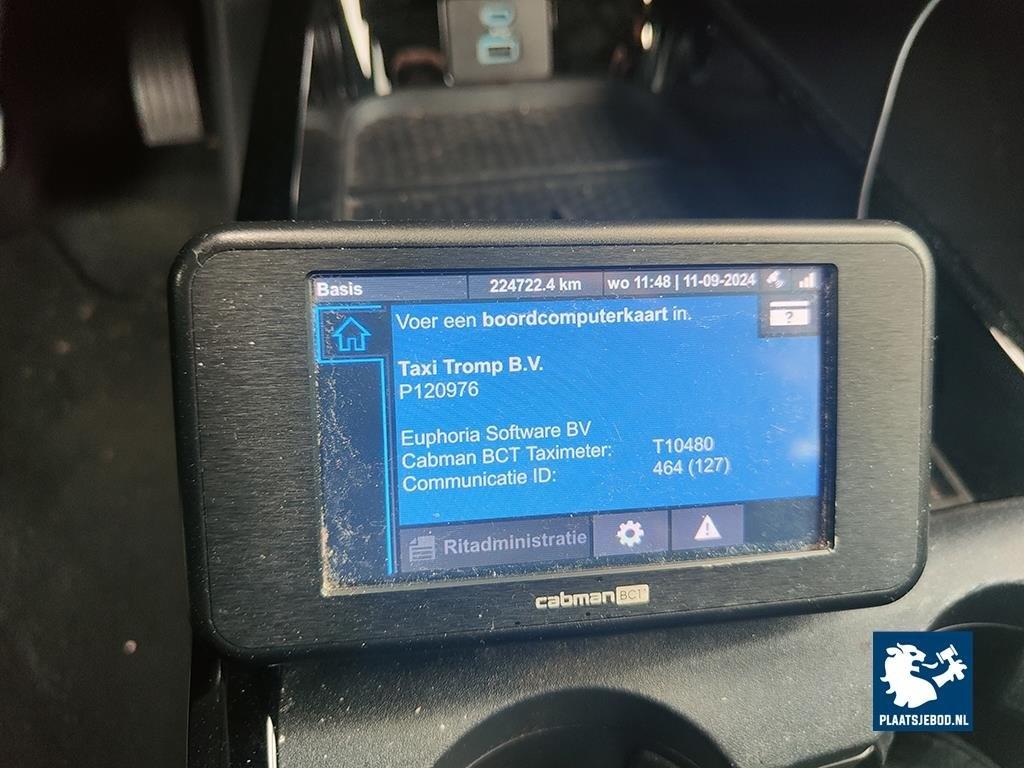 Basis 224722.4 km wo 11:48 | 11-09-2024
Voer een boordcomputerkaart in.
?
Taxi Tromp B.V.
P120976
Euphoria Software BV
Cabman BCT Taximeter: T10480
Communicatie ID: 464 (127)
Ritadministratie
cabman BCT
PLAATSJEBOD.NL